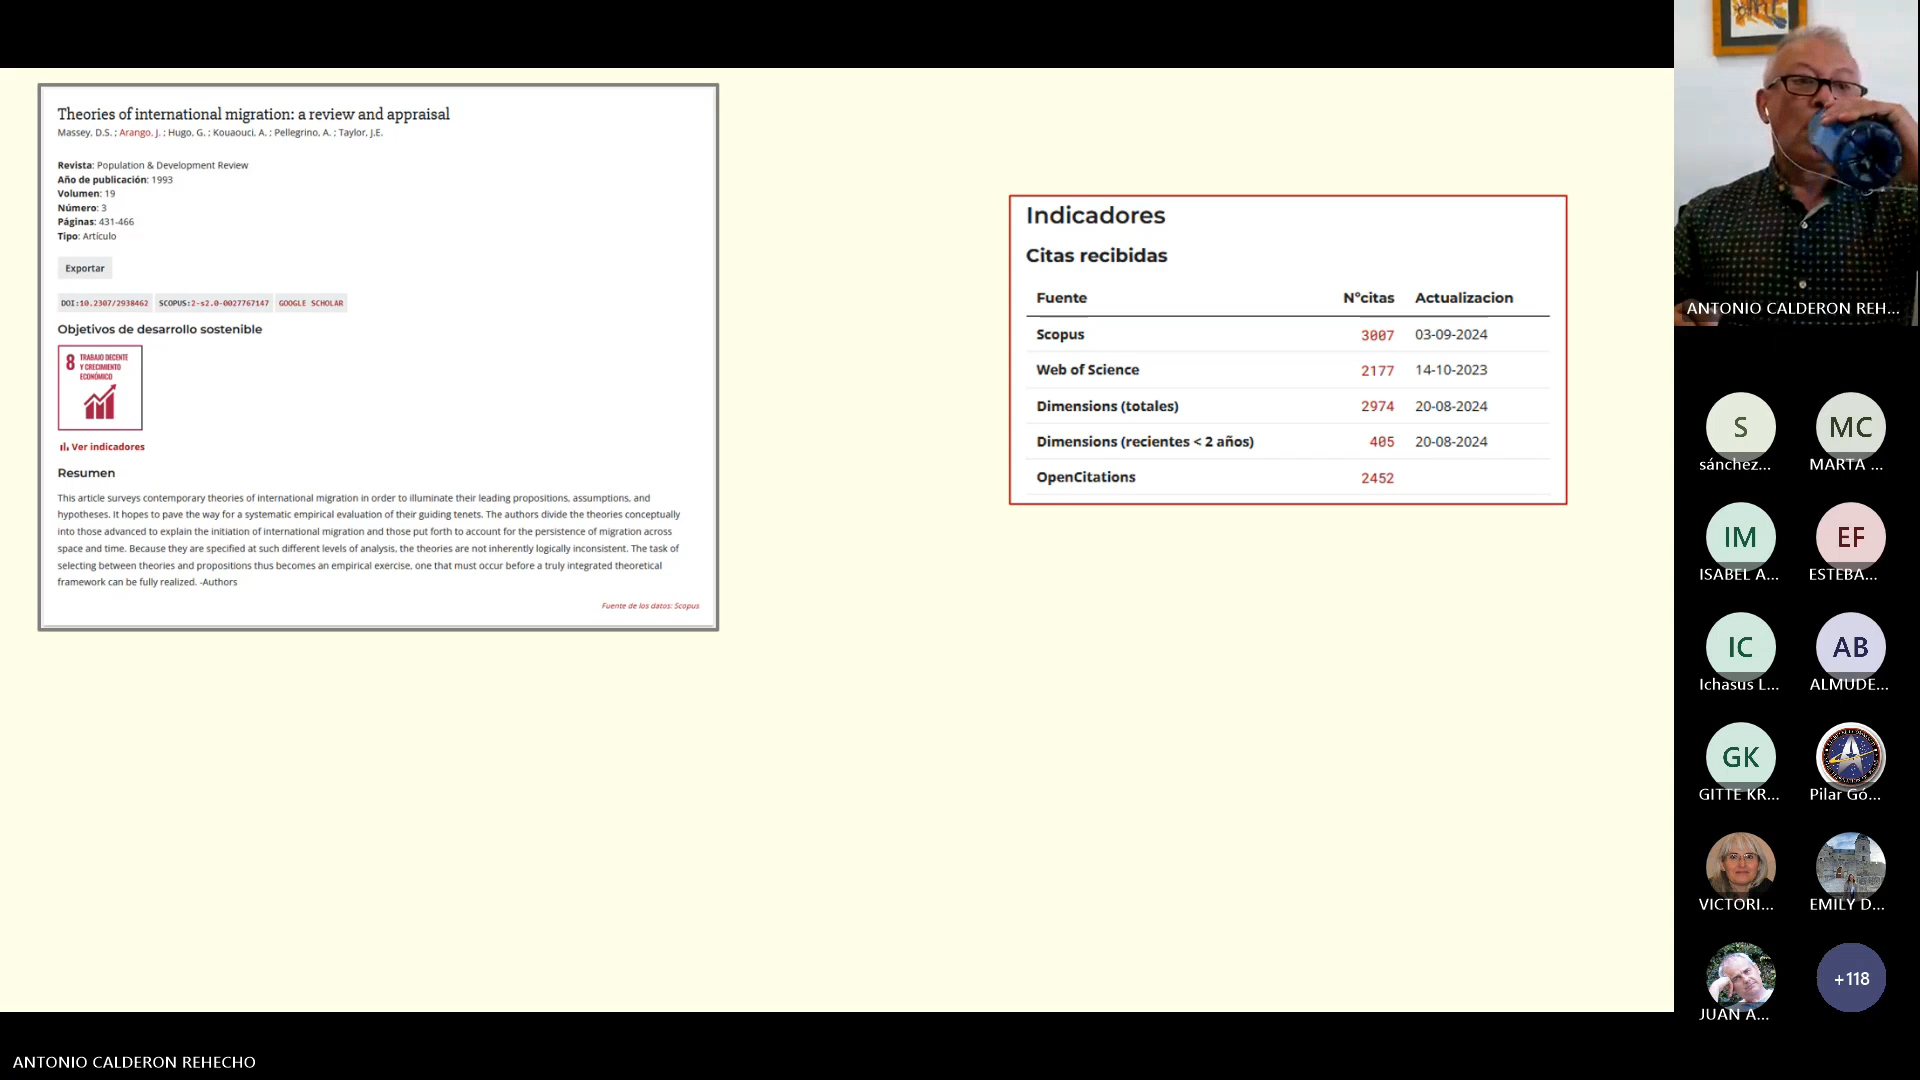 Theories of international migration: a review and appraisal
Massey, D.S. ; Arango, J. ; Hugo, G. ; Kouaouci, A. ; Pellegrino, A. ; Taylor, J.E.
Revista: Population & Development Review
Año de publicación: 1993
Volumen: 19
Número: 3
Páginas: 431-466
Tipo: Artículo
Exportar
DOI:10.2307/2938462 SCOPUS:2-s2.0-0027767147 GOOGLE SCHOLAR
Objetivos de desarrollo sostenible
8 TRABAJO DECENTE
Y CRECIMIENTO
ECONÓMICO
Ver indicadores
Resumen
This article surveys contemporary theories of international migration in order to illuminate their leading propositions, assumptions, and
hypotheses. It hopes to pave the way for a systematic empirical evaluation of their guiding tenets. The authors divide the theories conceptually
into those advanced to explain the initiation of international migration and those put forth to account for the persistence of migration across
space and time. Because they are specified at such different levels of analysis, the theories are not inherently logically inconsistent. The task of
selecting between theories and propositions thus becomes an empirical exercise, one that must occur before a truly integrated theoretical
framework can be fully realized. -Authors
Fuente de los datos: Scopus
Indicadores
Citas recibidas
Fuente Nºcitas Actualizacion
Scopus 3007 03-09-2024
Web of Science 2177 14-10-2023
Dimensions (totales) 2974 20-08-2024
Dimensions (recientes < 2 años) 405 20-08-2024
OpenCitations 2452
ANTONIO CALDERON REH...
S MC
sánchez... MARTA ...
IM EF
ISABEL A... ESTEBA...
IC AB
Ichasus L... ALMUDE...
GK
GITTE KR... Pilar Gó...
VICTORI... EMILY D...
+118
JUAN A...
ANTONIO CALDERON REHECHO